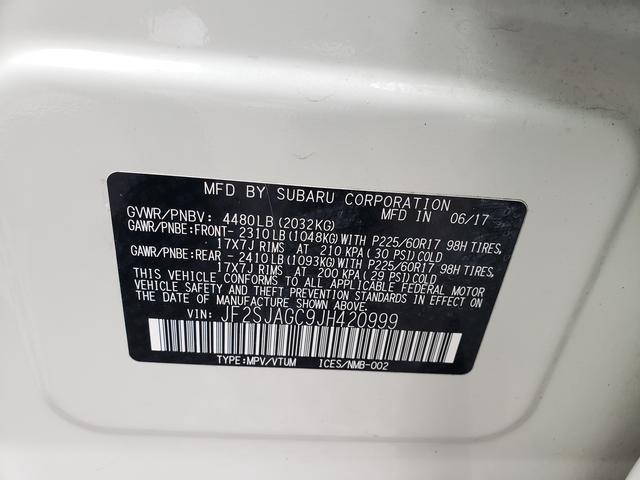 MFD BY SUBARU CORPORATION
GVWR/PNBV: 4480LB(2032KG) MFD IN 06/17
GAWR/PNBE:FRONT- 2310LB(1048KG)WITH P225/60R17 98H TIRES,
17X7J RIMS AT 210 KPA(30 PSI)COLD
GAWR/PNBE:REAR - 2410LB(1093KG)WITH P225/60R17 98H TIRES,
17X7J RIMS AT 200 KPA(29 PSI)COLD
THIS VEHICLE CONFORMS TO ALL APPLICABLE FEDERAL MOTOR
VEHICLE SAFETY AND THEFT PREVENTION STANDARDS IN EFFECT
ON THE DATE OF MANUFACTURE SHOWN ABOVE.
VIN: JF2SJAGC9JH420999
TYPE:MPV/VTUM ICES/NMB-002